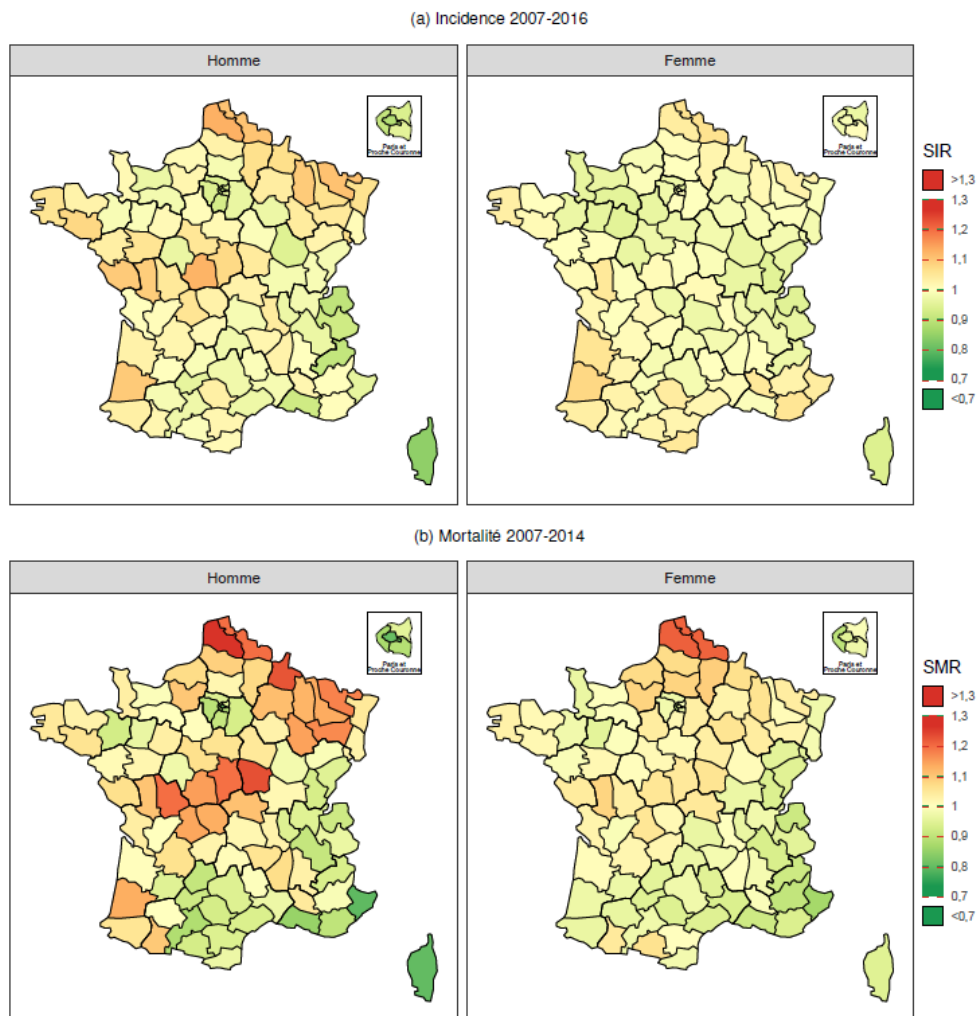 (a) Incidence 2007-2016
Homme
Femme
Paris et
Proche Couronne
Paris et
Proche Couronne
SIR
>1,3
1,3
1,2
1,1
1
0,9
0,8
0,7
<0,7
(b) Mortalité 2007-2014
Homme
Femme
Paris et
Proche Couronne
Paris et
Proche Couronne
SMR
>1,3
1,3
1,2
1,1
1
0,9
0,8
0,7
<0,7